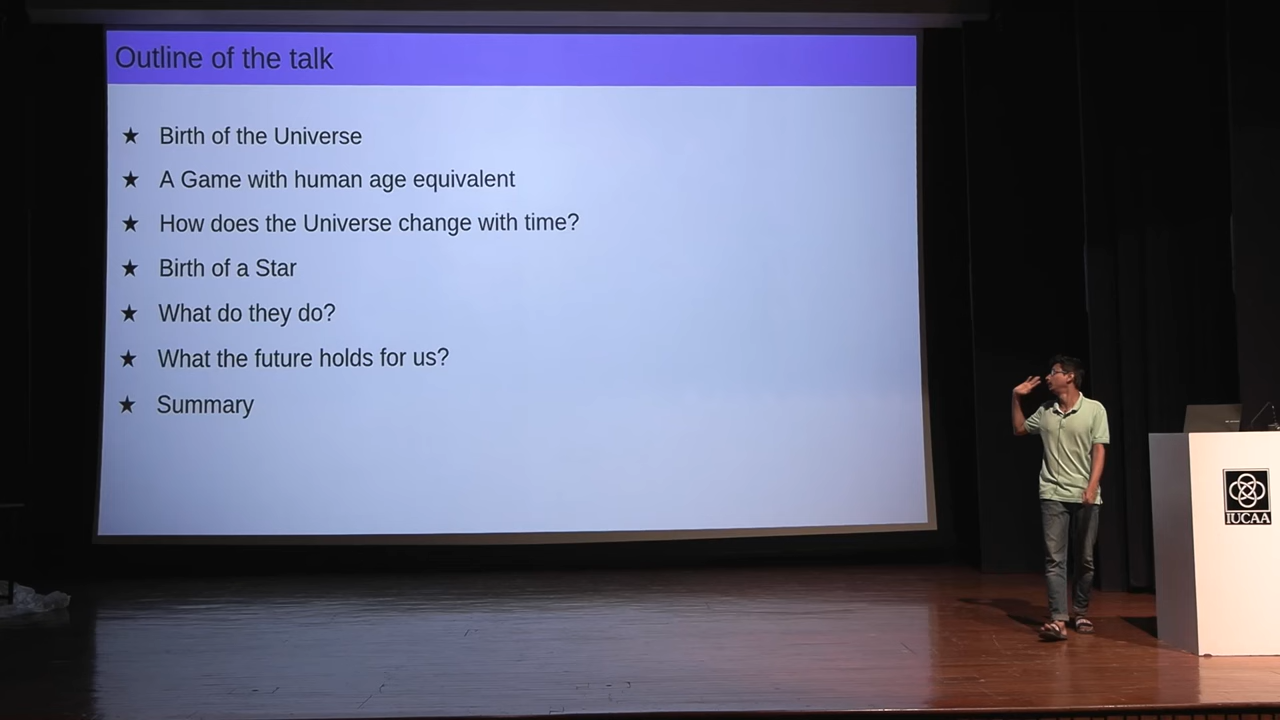 Outline of the talk
★ Birth of the Universe
★ A Game with human age equivalent
★ How does the Universe change with time?
★ Birth of a Star
★ What do they do?
★ What the future holds for us?
★ Summary
IUCAA